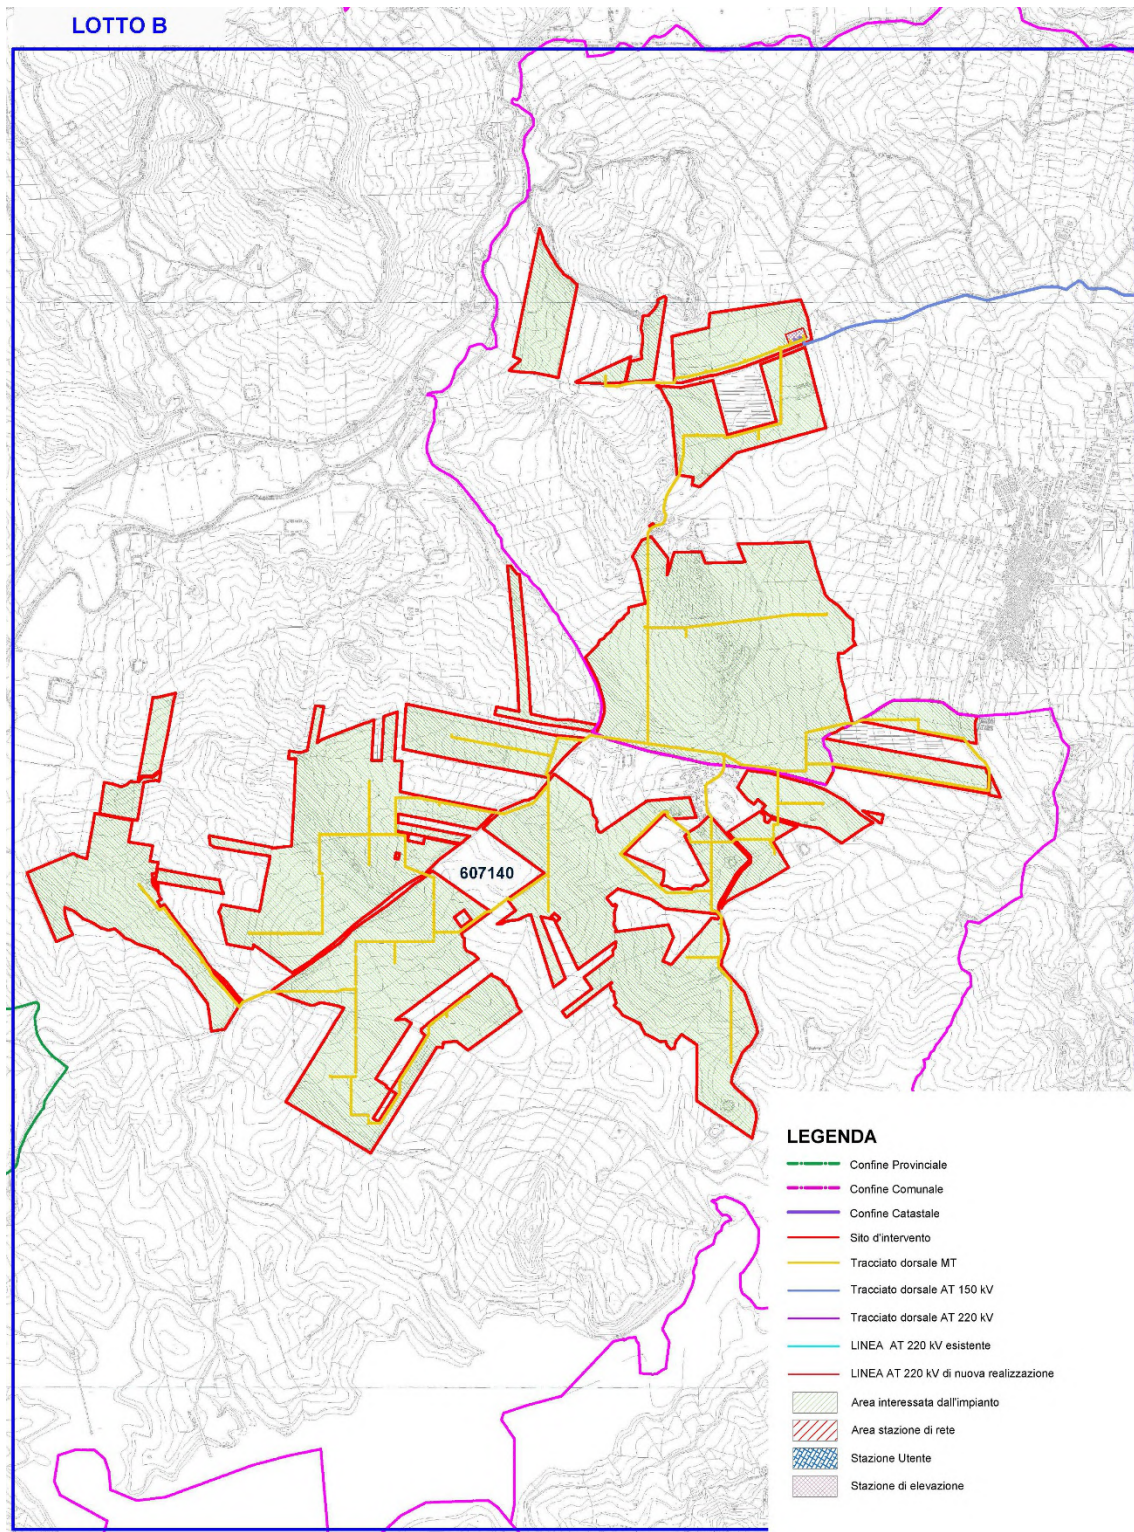 LOTTO B
607140
LEGENDA
Confine Provinciale
Confine Comunale
Confine Catastale
Sito d'intervento
Tracciato dorsale MT
Tracciato dorsale AT 150 kV
Tracciato dorsale AT 220 kV
LINEA AT 220 kV esistente
LINEA AT 220 kV di nuova realizzazione
Area interessata dall'impianto
Area stazione di rete
Stazione Utente
Stazione di elevazione